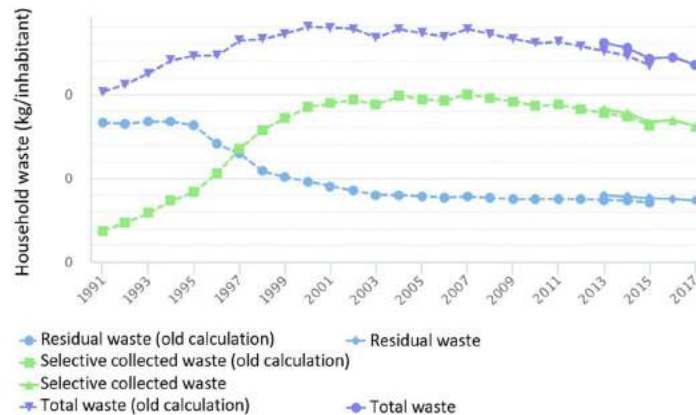 Household waste (kg/inhabitant)
0
0
0
1991 1993 1995 1997 1999 2001 2003 2005 2007 2009 2011 2013 2015 2017
Residual waste (old calculation) Residual waste
Selective collected waste (old calculation)
Selective collected waste
Total waste (old calculation) Total waste